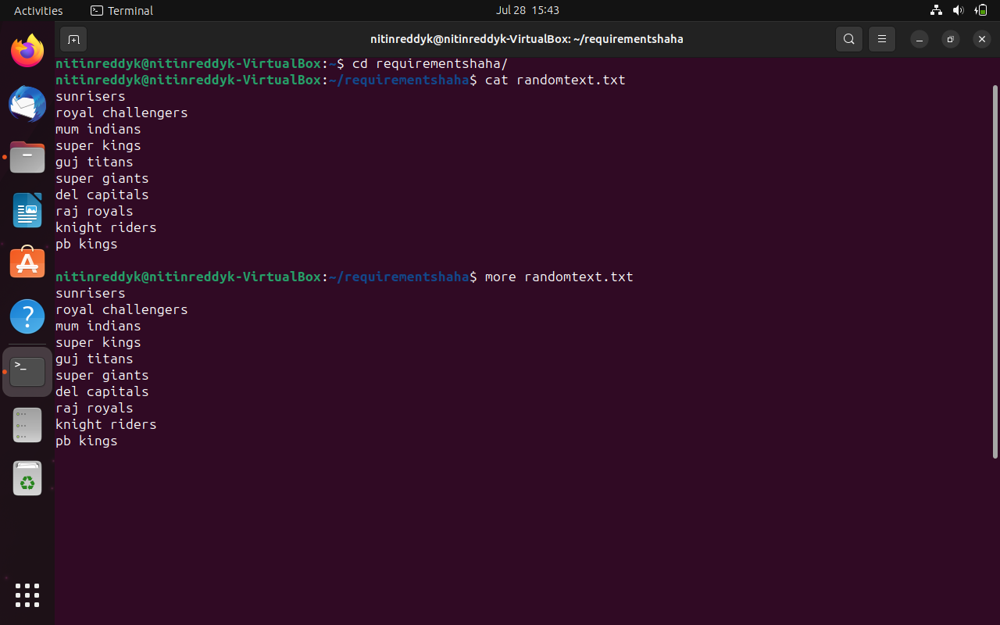 Activities Terminal Jul 28 15:43
nitinreddyk@nitinreddyk-VirtualBox: ~/requirementshaha
nitinreddyk@nitinreddyk-VirtualBox:~$ cd requirementshaha/
nitinreddyk@nitinreddyk-VirtualBox:~/requirementshaha$ cat randomtext.txt
sunrisers
royal challengers
mum indians
super kings
guj titans
super giants
del capitals
raj royals
knight riders
pb kings
nitinreddyk@nitinreddyk-VirtualBox:~/requirementshaha$ more randomtext.txt
sunrisers
royal challengers
mum indians
super kings
guj titans
super giants
del capitals
raj royals
knight riders
pb kings